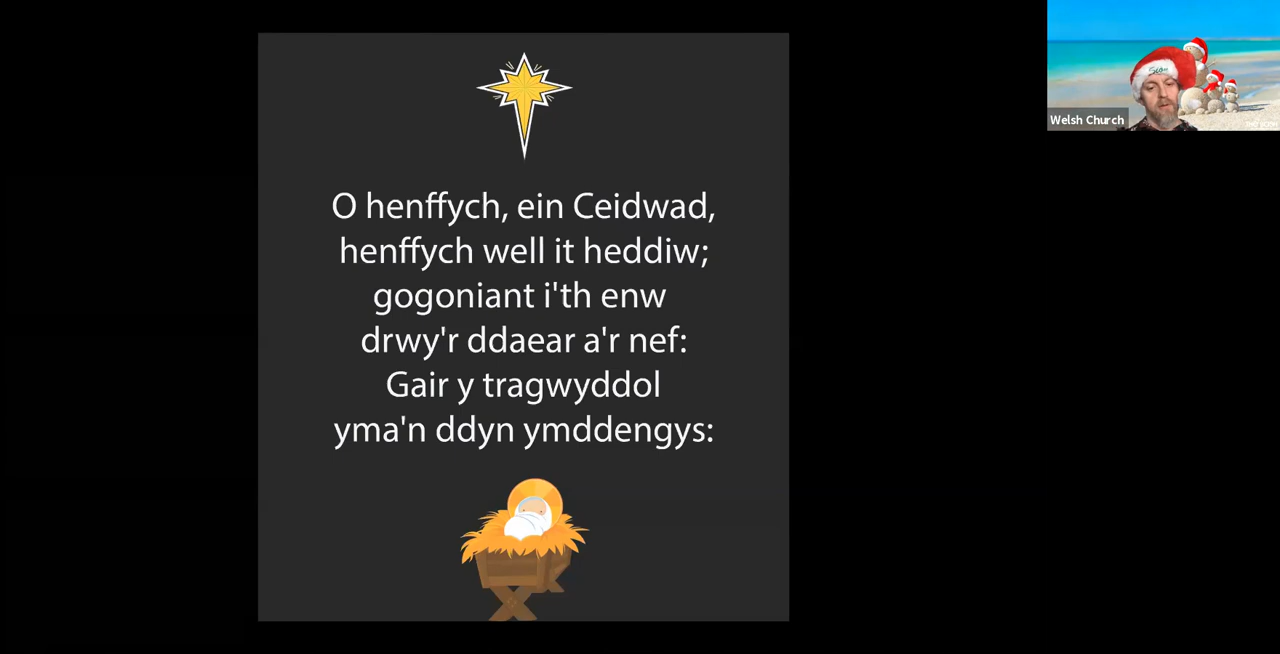 O henffych, ein Ceidwad,
henffych well it heddiw;
gogoniant i'th enw
drwy'r ddaear a'r nef:
Gair y tragwyddol
yma'n ddyn ymddengys:
Welsh Church